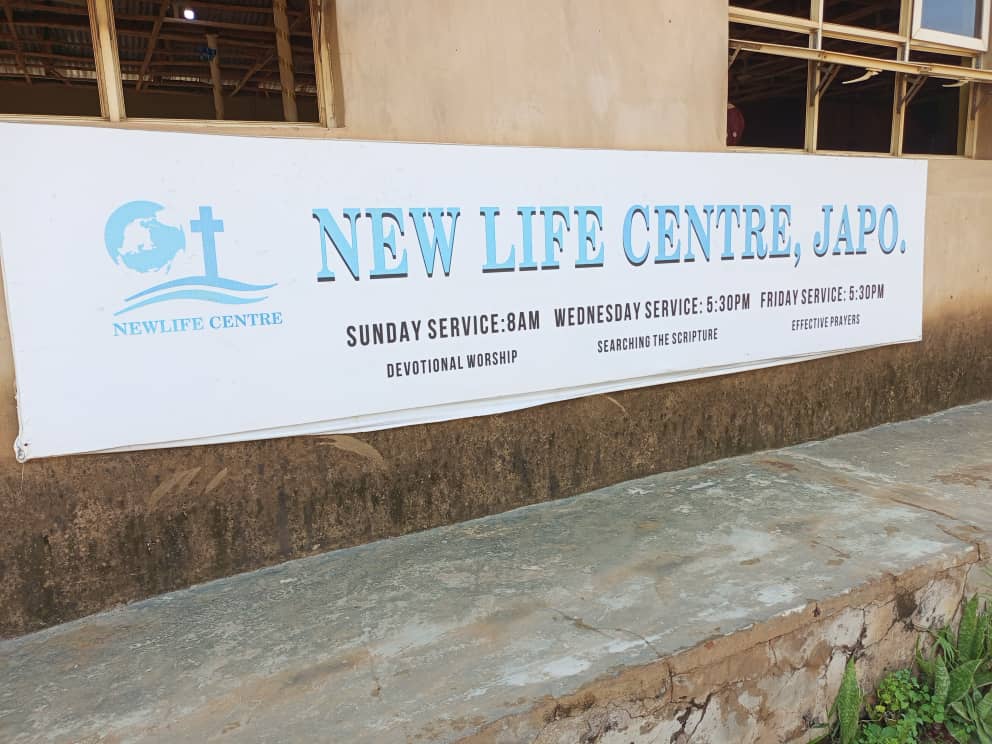 NEW LIFE CENTRE, JAPO.
NEWLIFE CENTRE
SUNDAY SERVICE:8AM
DEVOTIONAL WORSHIP
WEDNESDAY SERVICE: 5:30PM
SEARCHING THE SCRIPTURE
FRIDAY SERVICE: 5:30PM
EFFECTIVE PRAYERS